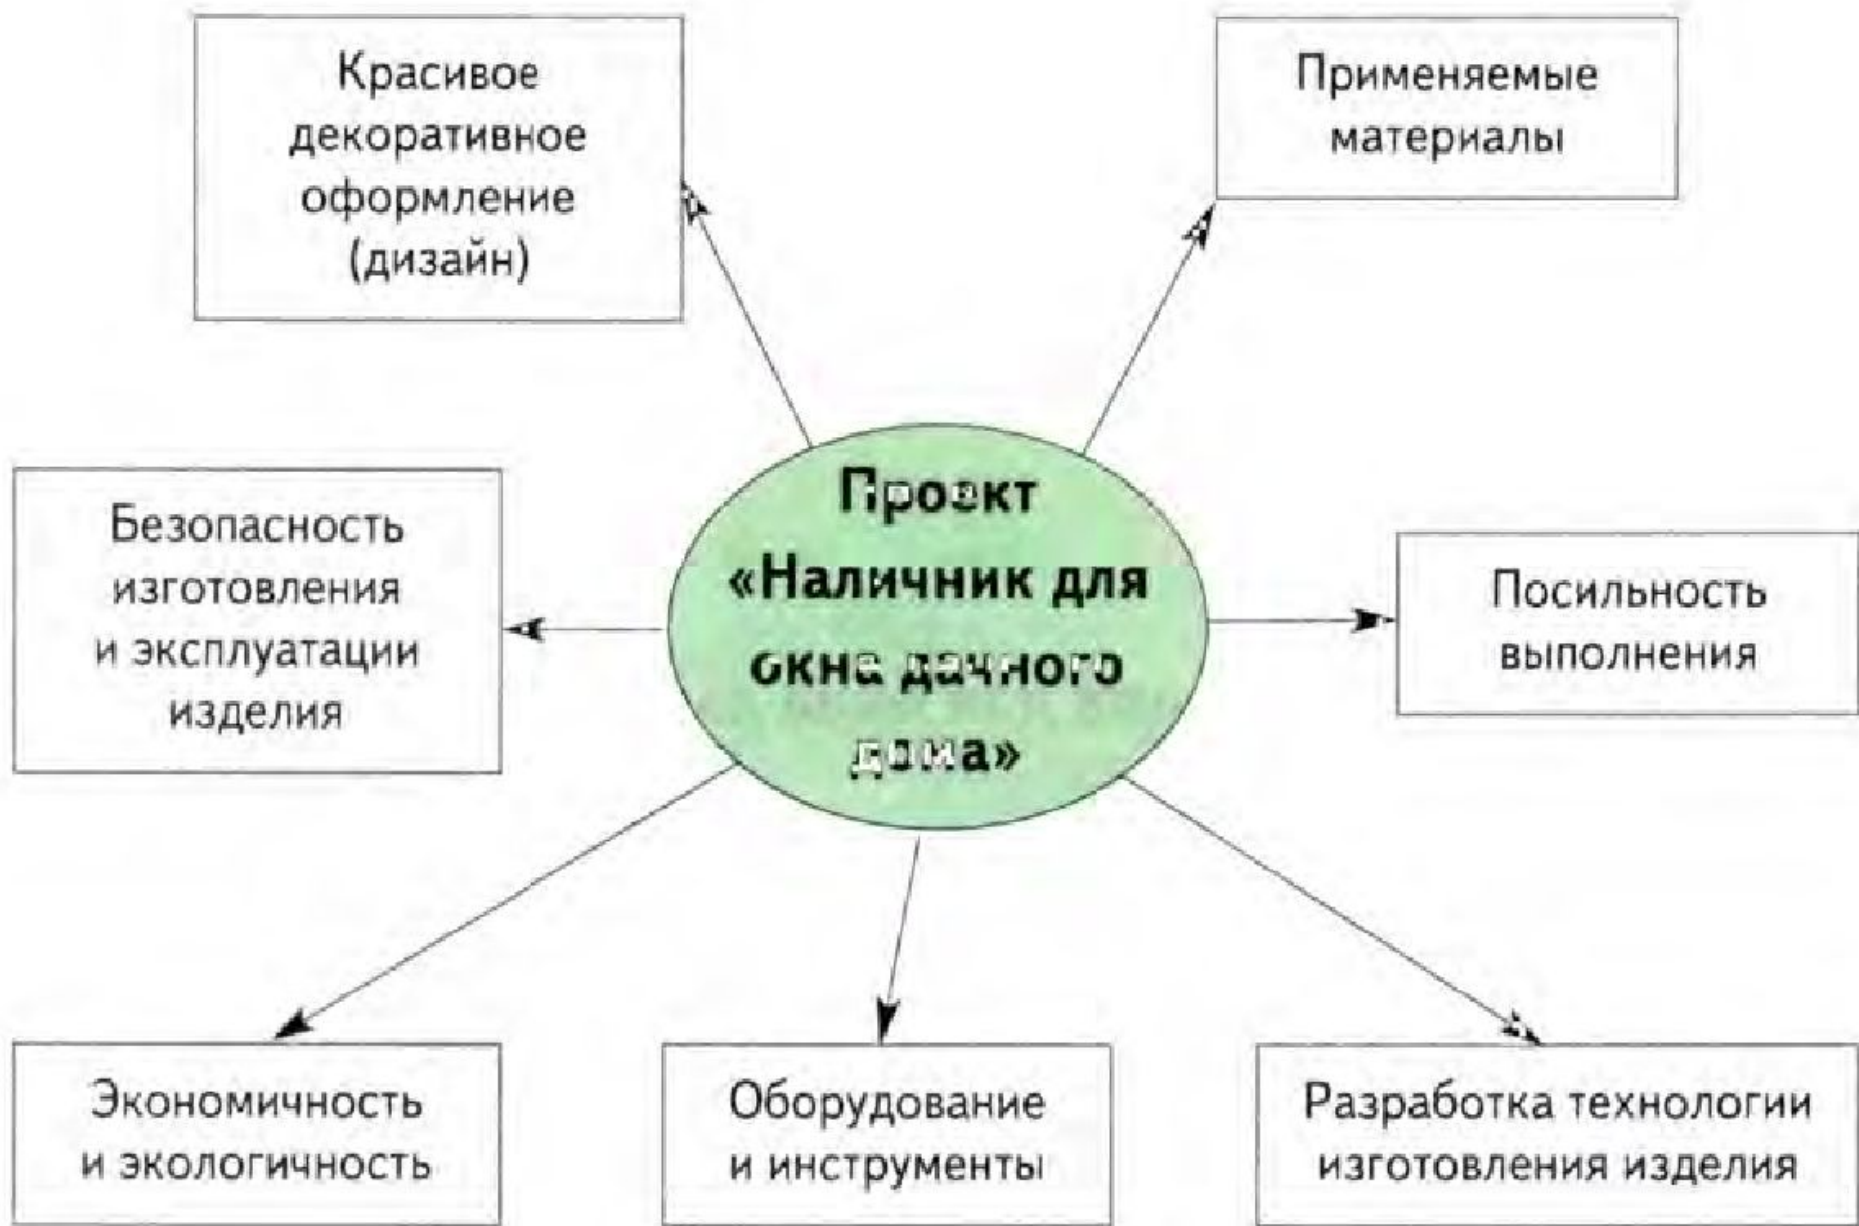 Красивое
декоративное
оформление
(дизайн)
Применяемые
материалы
Проект
«Наличник для
окна дачного
дома»
Безопасность
изготовления
и эксплуатации
изделия
Посильность
выполнения
Экономичность
и экологичность
Оборудование
и инструменты
Разработка технологии
изготовления изделия